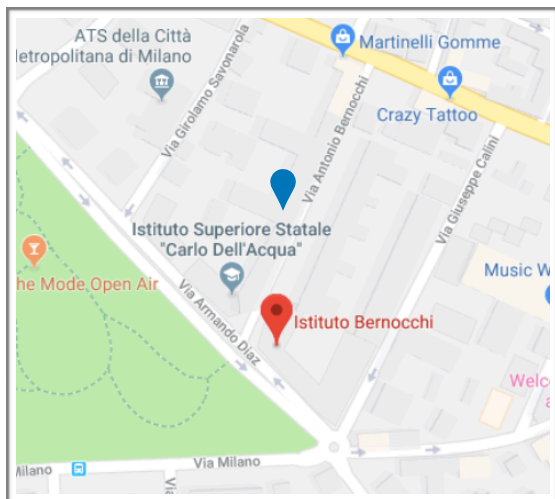 ATS della Città
Metropolitana di Milano
Martinelli Gomme
Crazy Tattoo
Via Girolamo Savonarola
Via Antonio Bernocchi
Via Giuseppe Calini
Istituto Superiore Statale
"Carlo Dell'Acqua"
he Mode Open Air
Music W
Via Armando Diaz
Istituto Bernocchi
Welco
a
Via Milano
Milano
Via